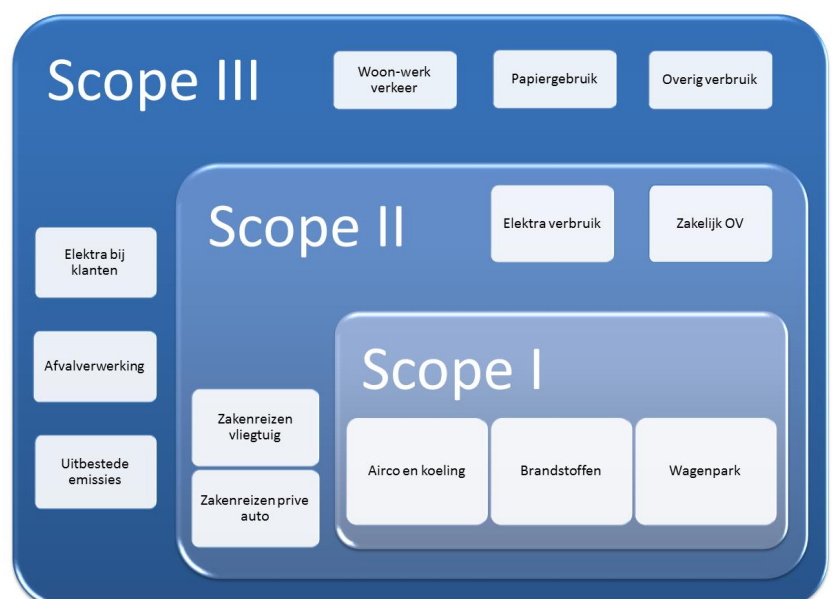 Scope III
Woon-werk
verkeer
Papiergebruik
Overig verbruik
Scope II
Elektra verbruik
Zakelijk OV
Elektra bij
klanten
Afvalverwerking
Uitbestede
emissies
Zakenreizen
vliegtuig
Zakenreizen prive
auto
Scope I
Airco en koeling
Brandstoffen
Wagenpark